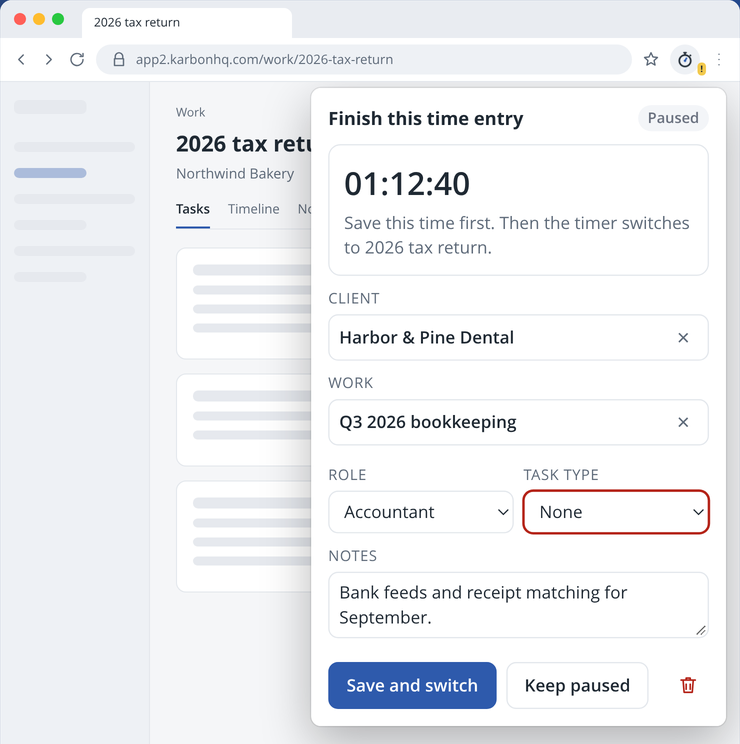 2026 tax return
app2.karbonhq.com/work/2026-tax-return
!
Work
2026 tax retu
Northwind Bakery
Tasks Timeline No
Finish this time entry
Paused
01:12:40
Save this time first. Then the timer switches
to 2026 tax return.
CLIENT
Harbor & Pine Dental
WORK
Q3 2026 bookkeeping
ROLE
TASK TYPE
Accountant
None
NOTES
Bank feeds and receipt matching for
September.
Save and switch
Keep paused